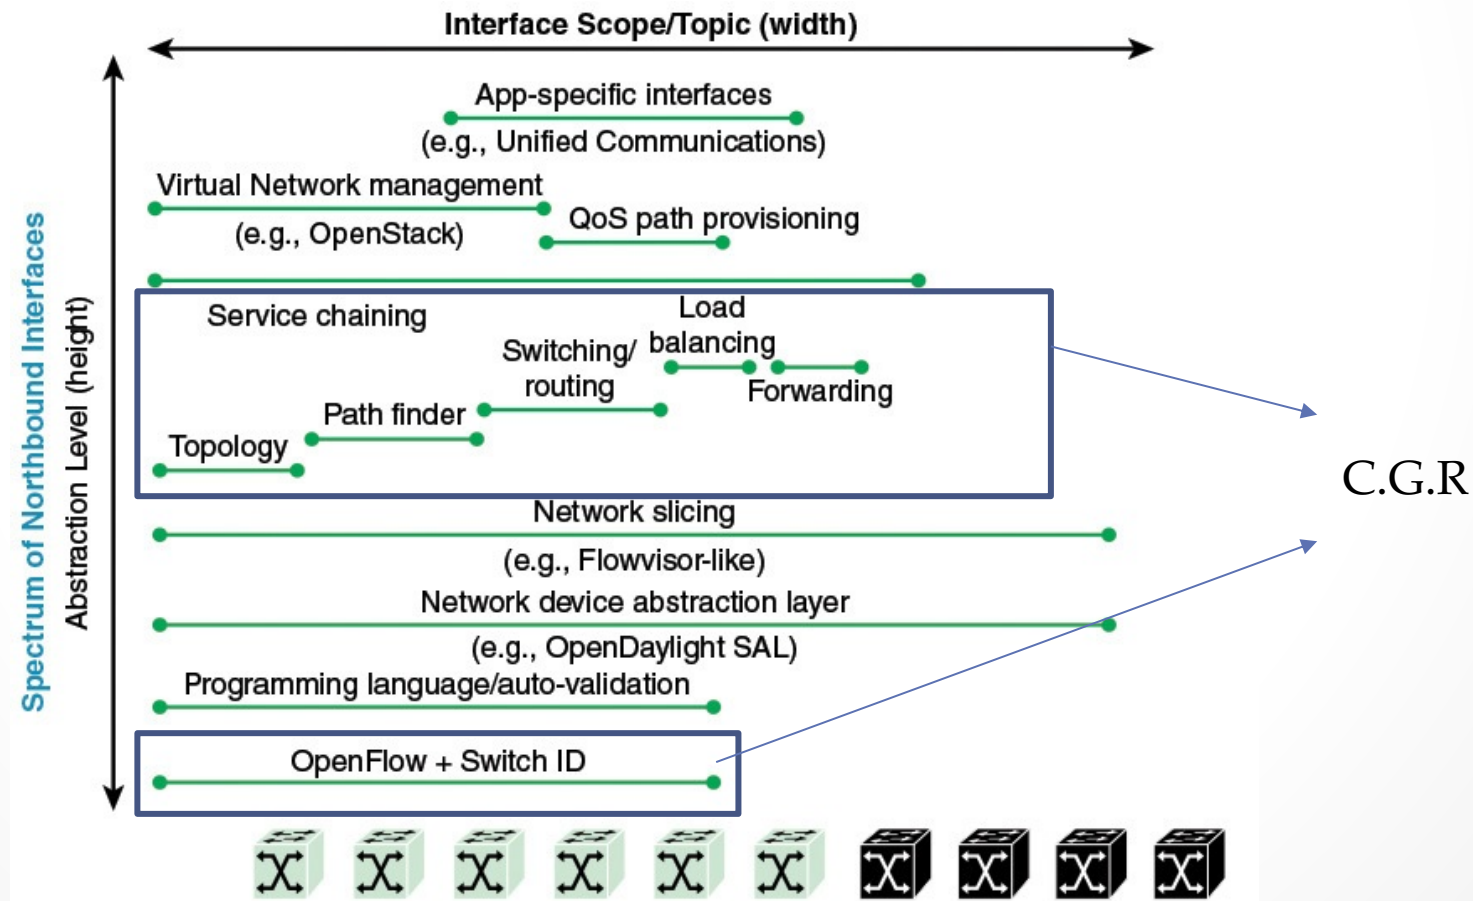 Interface Scope/Topic (width)
App-specific interfaces
(e.g., Unified Communications)
Virtual Network management
(e.g., OpenStack)
QoS path provisioning
Service chaining
Load
balancing
Switching/
routing
Forwarding
Path finder
Topology
Network slicing
(e.g., Flowvisor-like)
Network device abstraction layer
(e.g., OpenDaylight SAL)
Programming language/auto-validation
OpenFlow + Switch ID
Spectrum of Northbound Interfaces
Abstraction Level (height)
C.G.R